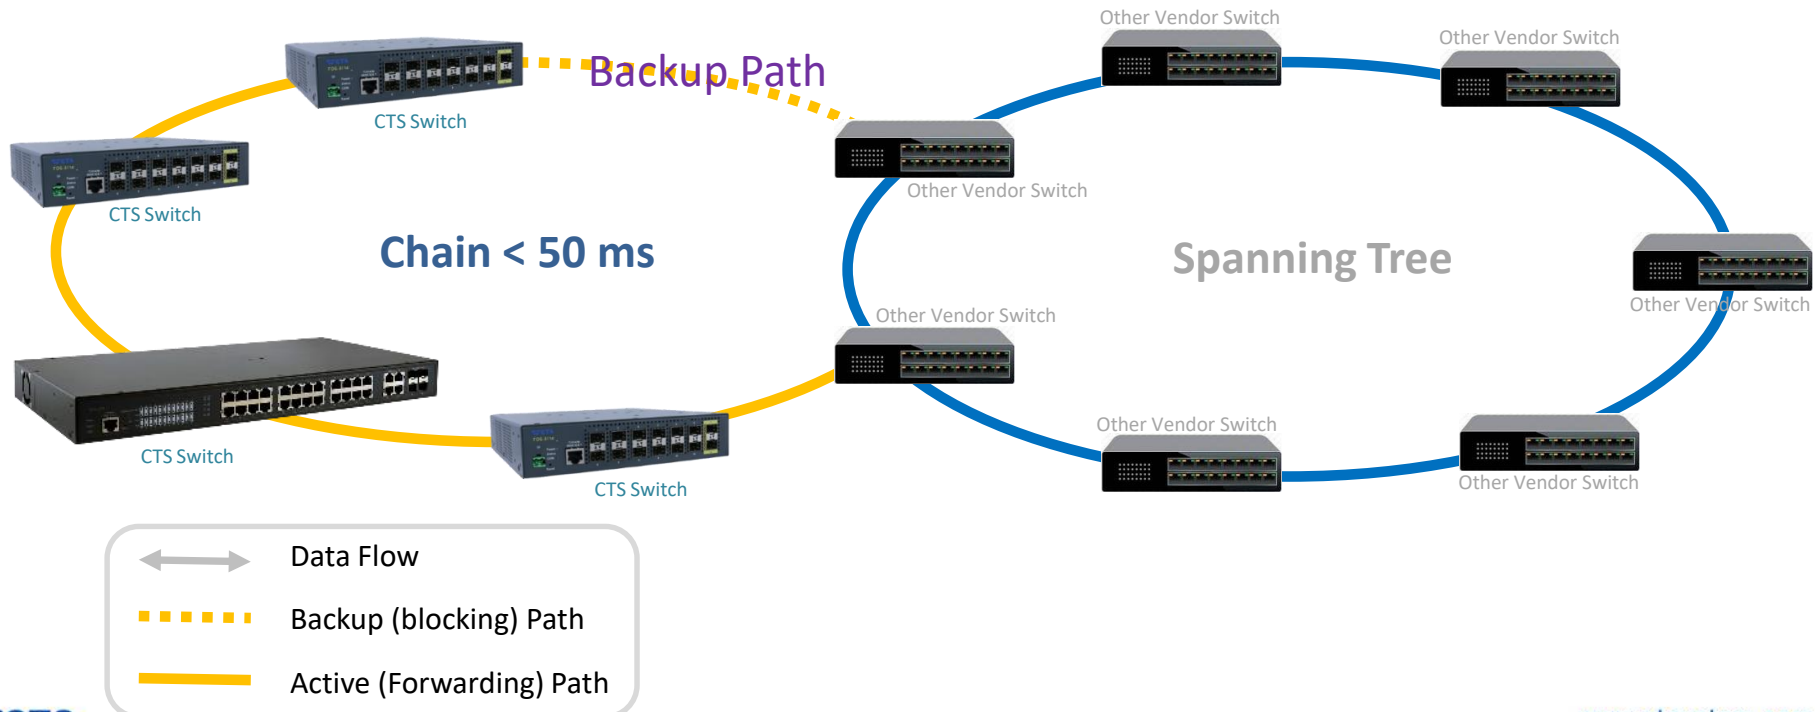 Other Vendor Switch
Other Vendor Switch
Backup Path
CTS Switch
Other Vendor Switch
CTS Switch
Chain < 50 ms
Spanning Tree
Other Vendor Switch
Other Vendor Switch
CTS Switch
Other Vendor Switch
Other Vendor Switch
CTS Switch
Data Flow
Backup (blocking) Path
Active (Forwarding) Path